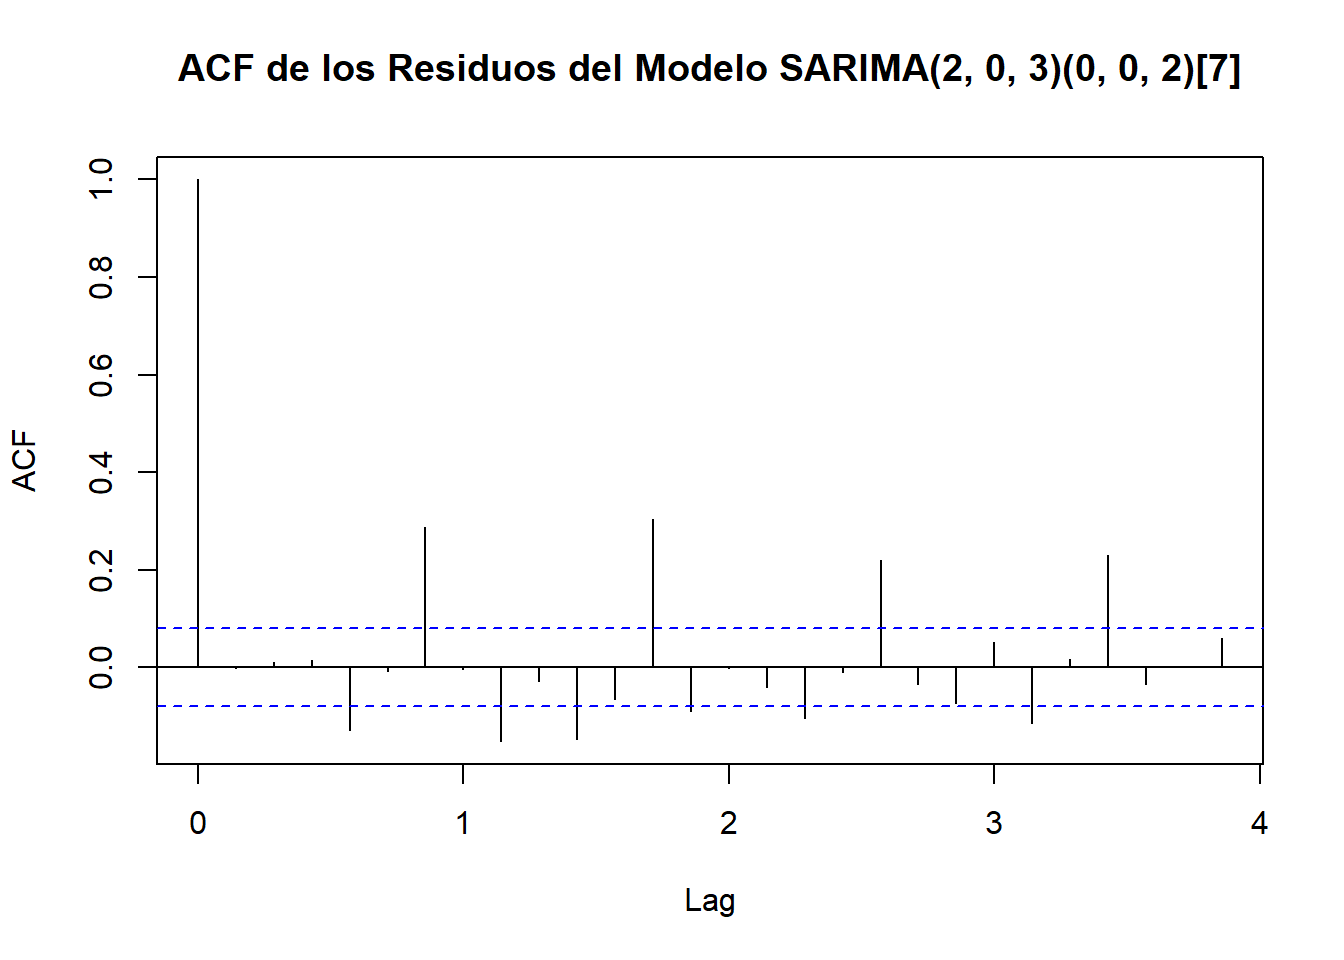 ACF de los Residuos del Modelo SARIMA(2, 0, 3)(0, 0, 2)[7]
ACF
1.0
0.8
0.6
0.4
0.2
0.0
0 1 2 3 4
Lag